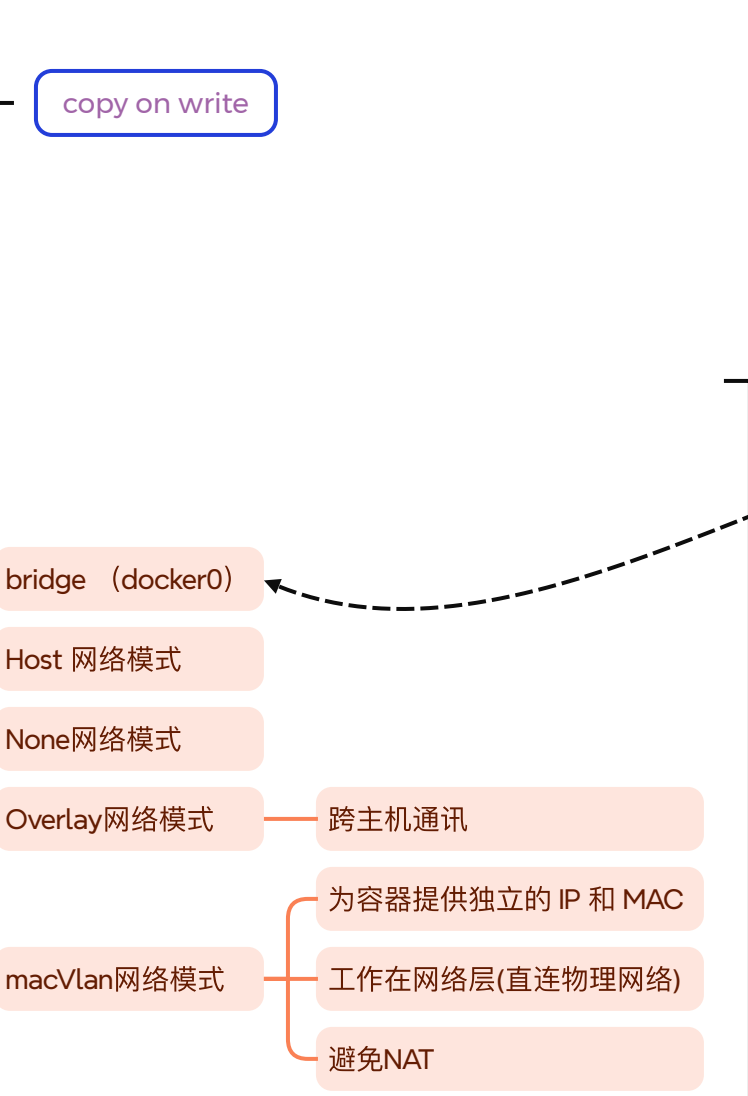 copy on write
bridge （docker0）
Host 网络模式
None网络模式
Overlay网络模式
跨主机通讯
macVlan网络模式
为容器提供独立的 IP 和 MAC
工作在网络层(直连物理网络)
避免NAT